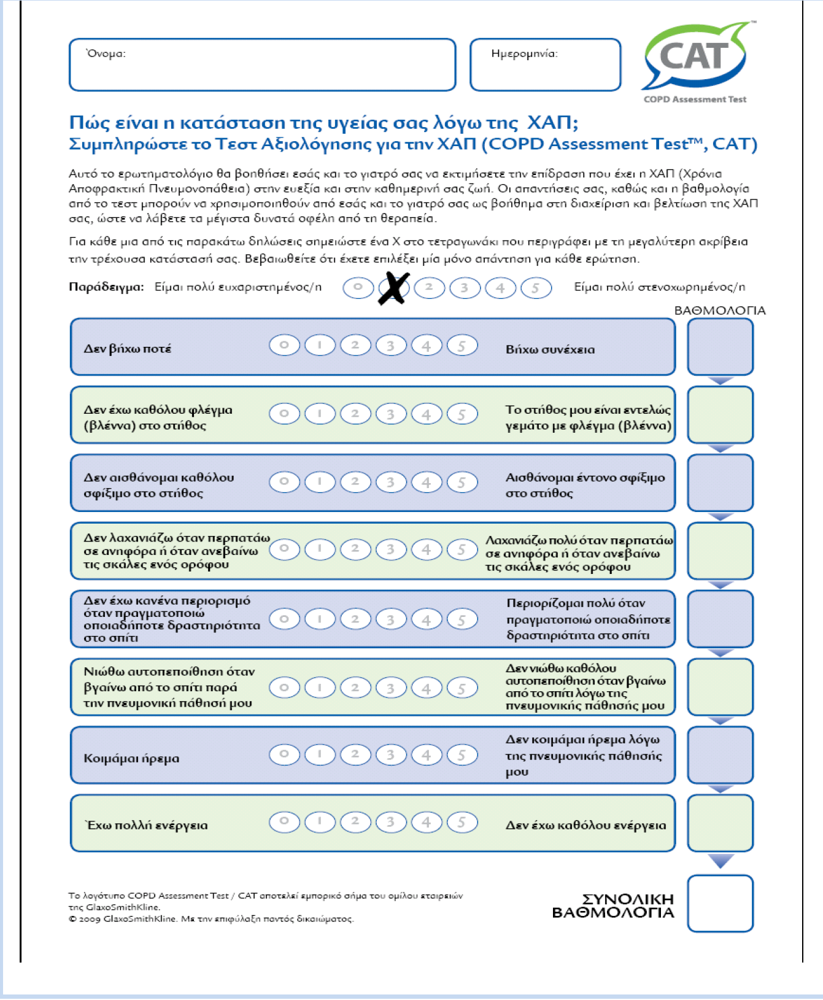 Όνομα:
Ημερομηνία:
CAT™
COPD Assessment Test
Πώς είναι η κατάσταση της υγείας σας λόγω της ΧΑΠ;
Συμπληρώστε το Τεστ Αξιολόγησης για την ΧΑΠ (COPD Assessment Test™, CAT)
Αυτό το ερωτηματολόγιο θα βοηθήσει εσάς και το γιατρό σας να εκτιμήσετε την επίδραση που έχει η ΧΑΠ (Χρόνια
Αποφρακτική Πνευμονοπάθεια) στην ευεξία και στην καθημερινή σας ζωή. Οι απαντήσεις σας, καθώς και η βαθμολογία
από το τεστ μπορούν να χρησιμοποιηθούν από εσάς και το γιατρό σας ως βοήθημα στη διαχείριση και βελτίωση της ΧΑΠ
σας, ώστε να λάβετε τα μέγιστα δυνατά οφέλη από τη θεραπεία.
Για κάθε μια από τις παρακάτω δηλώσεις σημειώστε ένα Χ στο τετραγωνάκι που περιγράφει με τη μεγαλύτερη ακρίβεια
την τρέχουσα κατάστασή σας. Βεβαιωθείτε ότι έχετε επιλέξει μία μόνο απάντηση για κάθε ερώτηση.
Παράδειγμα: Είμαι πολύ ευχαριστημένος/η 0 X 2 3 4 5 Είμαι πολύ στενοχωρημένος/η
ΒΑΘΜΟΛΟΓΙΑ
Δεν βήχω ποτέ
0 1 2 3 4 5
Βήχω συνέχεια
Δεν έχω καθόλου φλέγμα
(βλέννα) στο στήθος
0 1 2 3 4 5
Το στήθος μου είναι εντελώς
γεμάτο με φλέγμα (βλέννα)
Δεν αισθάνομαι καθόλου
σφίξιμο στο στήθος
0 1 2 3 4 5
Αισθάνομαι έντονο σφίξιμο
στο στήθος
Δεν λαχανιάζω όταν περπατάω
σε ανηφόρα ή όταν ανεβαίνω
τις σκάλες ενός ορόφου
0 1 2 3 4 5
Λαχανιάζω πολύ όταν περπατάω
σε ανηφόρα ή όταν ανεβαίνω
τις σκάλες ενός ορόφου
Δεν έχω κανένα περιορισμό
όταν πραγματοποιώ
οποιαδήποτε δραστηριότητα
στο σπίτι
0 1 2 3 4 5
Περιορίζομαι πολύ όταν
πραγματοποιώ οποιαδήποτε
δραστηριότητα στο σπίτι
Νιώθω αυτοπεποίθηση όταν
βγαίνω από το σπίτι παρά
την πνευμονική πάθησή μου
0 1 2 3 4 5
Δεν νιώθω καθόλου
αυτοπεποίθηση όταν βγαίνω
από το σπίτι λόγω της
πνευμονικής πάθησής μου
Κοιμάμαι ήρεμα
0 1 2 3 4 5
Δεν κοιμάμαι ήρεμα λόγω
της πνευμονικής πάθησής
μου
Έχω πολλή ενέργεια
0 1 2 3 4 5
Δεν έχω καθόλου ενέργεια
Το λογότυπο COPD Assessment Test / CAT αποτελεί εμπορικό σήμα του ομίλου εταιρειών
της GlaxoSmithKline.
© 2009 GlaxoSmithKline. Με την επιφύλαξη παντός δικαιώματος.
ΣΥΝΟΛΙΚΗ
ΒΑΘΜΟΛΟΓΙΑ